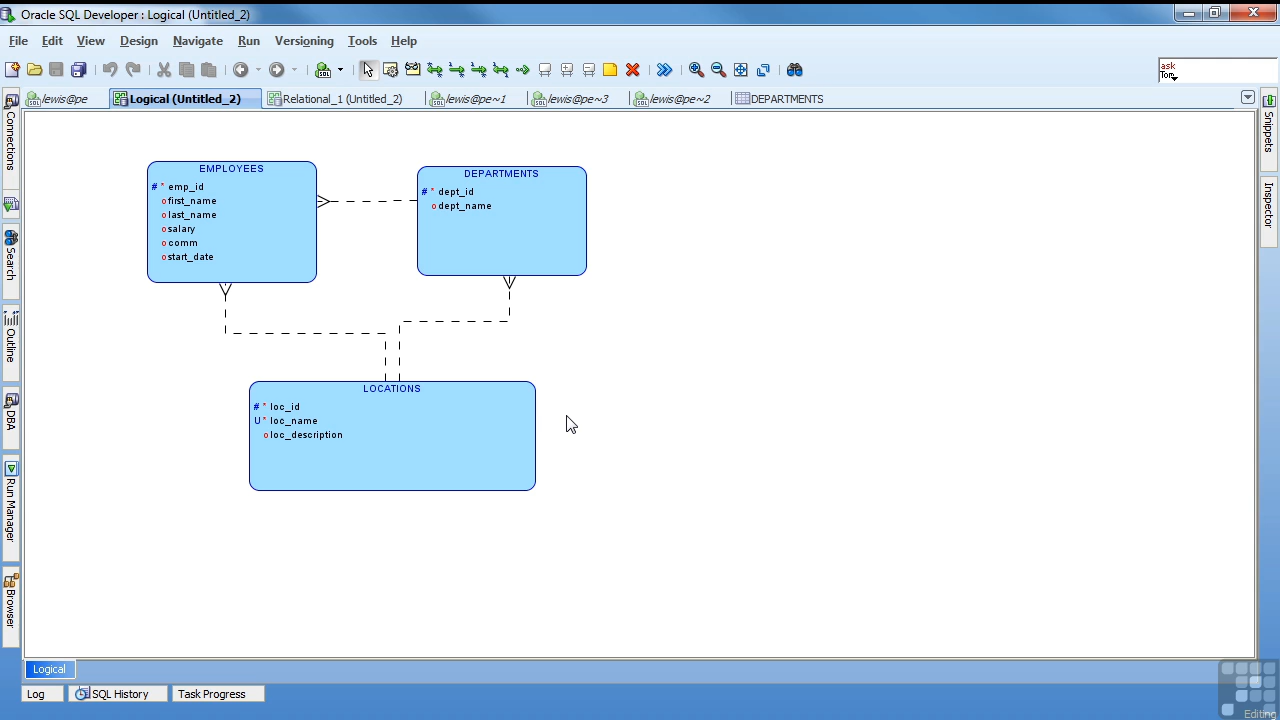 Oracle SQL Developer : Logical (Untitled_2)
File Edit View Design Navigate Run Versioning Tools Help
ask
Tom
lewis@pe Logical (Untitled_2) Relational_1 (Untitled_2) lewis@pe~1 lewis@pe~3 lewis@pe~2 DEPARTMENTS
Connections
Search
Outline
DBA
Run Manager
Browser
Snippets
Inspector
EMPLOYEES
# * emp_id
o first_name
o last_name
o salary
o comm
o start_date
DEPARTMENTS
# * dept_id
o dept_name
LOCATIONS
# * loc_id
U * loc_name
o loc_description
Logical
Log SQL History Task Progress
Editing